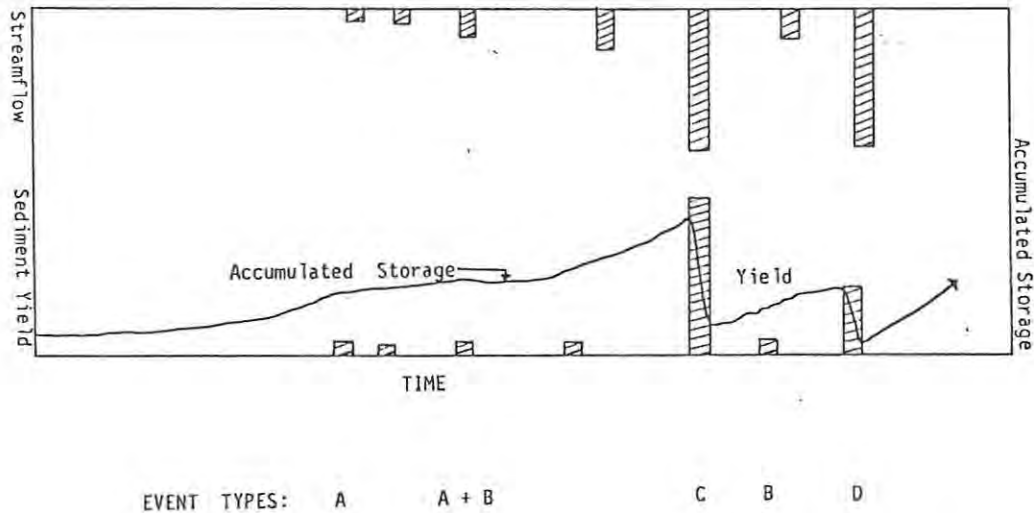 Streamflow
Sediment Yield
Accumulated Storage
Accumulated Storage
Yield
TIME
EVENT TYPES: A A + B C B D